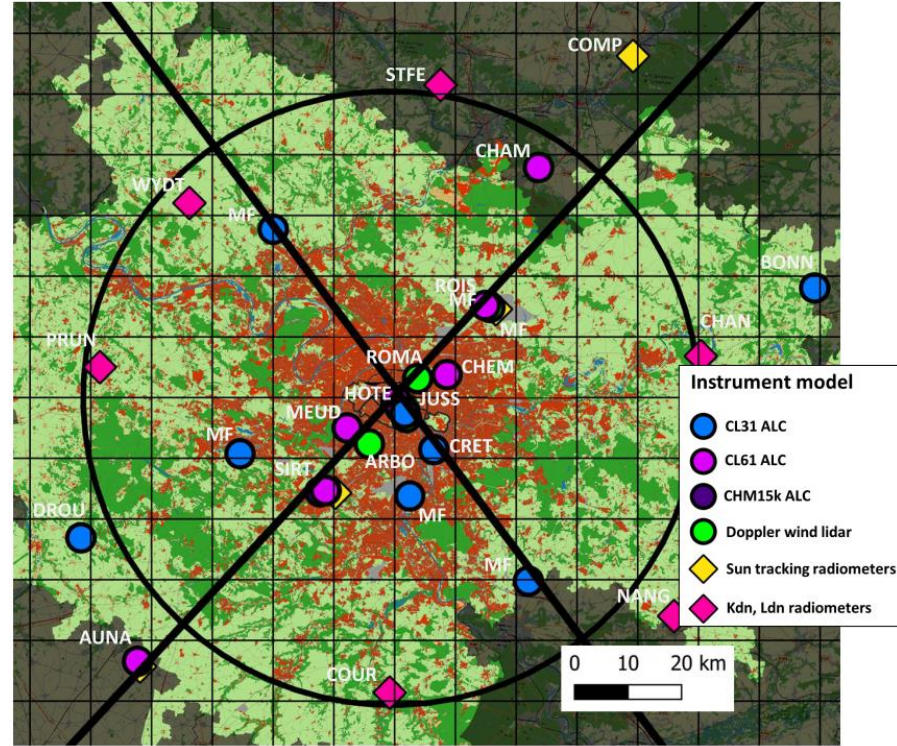 COMP
STFE
CHAM
WYDT
MF
BONN
ROIS
MF
MF
CHAN
PRUN
ROMA
CHEM
HOTE
JUSS
MEUD
MF
CRET
ARBO
SIRT
MF
DROU
MF
NANG
AUNA
COUR
Instrument model
CL31 ALC
CL61 ALC
CHM15k ALC
Doppler wind lidar
Sun tracking radiometers
Kdn, Ldn radiometers
0 10 20 km